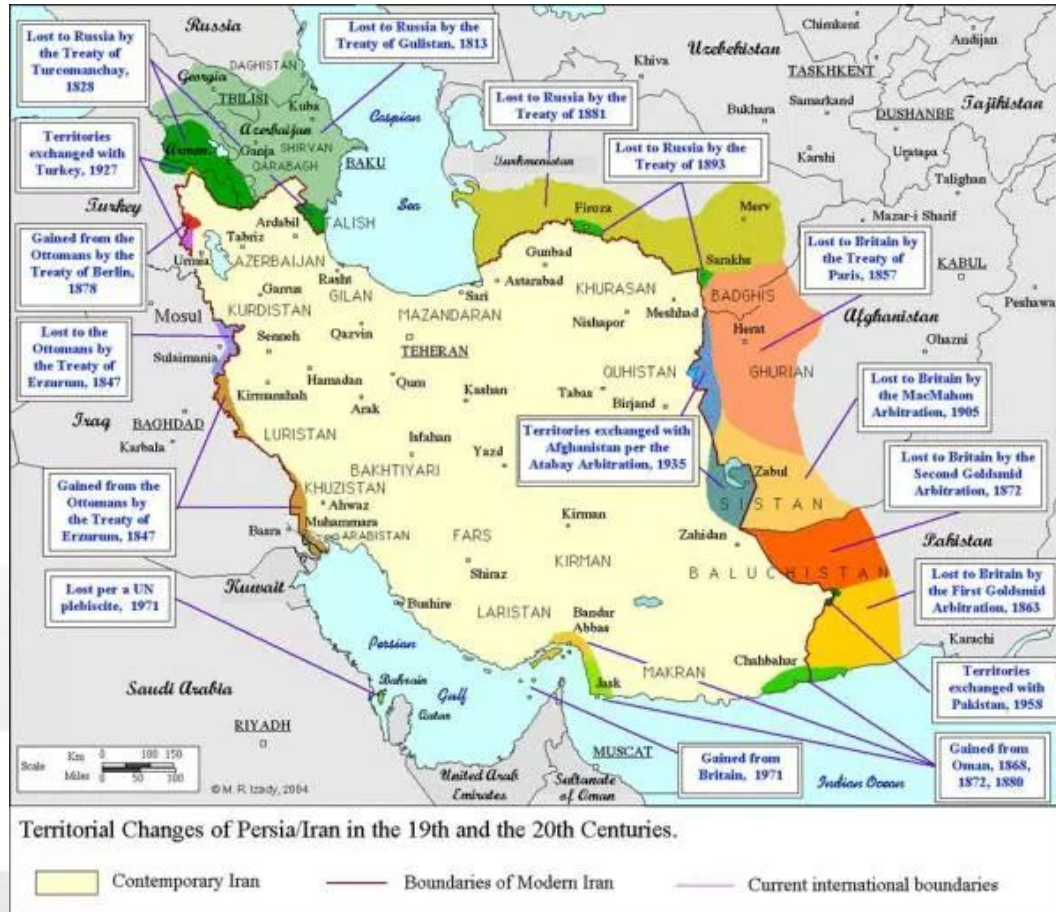 Russia
Lost to Russia by
the Treaty of
Turcomanchay,
1828
Lost to Russia by the
Treaty of Gulistan, 1813
DAGHISTAN
Georgia
TBILISI
Kuba
Azerbaijan
Ganja
SHIRVAN
QARABAGH
BAKU
Armen.
TALISH
Caspian
Sea
Territories
exchanged with
Turkey, 1927
Turkey
Gained from the
Ottomans by the
Treaty of Berlin,
1878
Lost to the
Ottomans by the
Treaty of
Erzurum, 1847
Gained from the
Ottomans by
the Treaty of
Erzurum, 1847
Lost per a UN
plebiscite, 1971
Lost to Russia by the
Treaty of 1881
Lost to Russia by the
Treaty of 1893
Turkmenistan
Uzbekistan
Chimkent
Andijan
Khiva
TASKHKENT
Bukhara
Samarkand
DUSHANBE
Tajikistan
Karshi
Uratapa
Talighan
Mazar-i Sharif
KABUL
Peshawa
Ghazni
Afghanistan
Firoza
Merv
Sarakhs
Lost to Britain by
the Treaty of
Paris, 1857
BADGHIS
Herat
GHURIAN
Lost to Britain by
the MacMahon
Arbitration, 1905
Lost to Britain by the
Second Goldsmid
Arbitration, 1872
Pakistan
Lost to Britain by
the First Goldsmid
Arbitration, 1863
Karachi
Territories
exchanged with
Pakistan, 1958
Gained from
Oman, 1868,
1872, 1880
Territories exchanged with
Afghanistan per the
Atabay Arbitration, 1935
Gained from
Britain, 1971
Ardabil
Tabriz
Urmia
AZERBAIJAN
Rasht
GILAN
Garrus
KURDISTAN
Mosul
Senneh
Qazvin
Sulaimania
MAZANDARAN
Sari
Astarabad
Gunbad
KHURASAN
Nishapor
Meshhad
TEHERAN
Hamadan
Kirmanshah
Qum
Kashan
Arak
QUHISTAN
Tabas
Birjand
Iraq
BAGHDAD
Karbala
LURISTAN
Isfahan
Yazd
BAKHTIYARI
KHUZISTAN
Ahwaz
Muhammara
ARABISTAN
Basra
Kuwait
FARS
Shiraz
Kirman
KIRMAN
Zabul
SISTAN
Zahidan
BALUCHISTAN
Bushire
LARISTAN
Bandar
Abbas
MAKRAN
Chahbahar
Jask
Persian
Gulf
Bahrain
Qatar
Saudi Arabia
RIYADH
MUSCAT
United Arab
Emirates
Sultanate
of Oman
Indian Ocean
Scale
Km 0 100 150
Miles 0 50 100
© M. R. Izady, 2004
Territorial Changes of Persia/Iran in the 19th and the 20th Centuries.
Contemporary Iran
Boundaries of Modern Iran
Current international boundaries